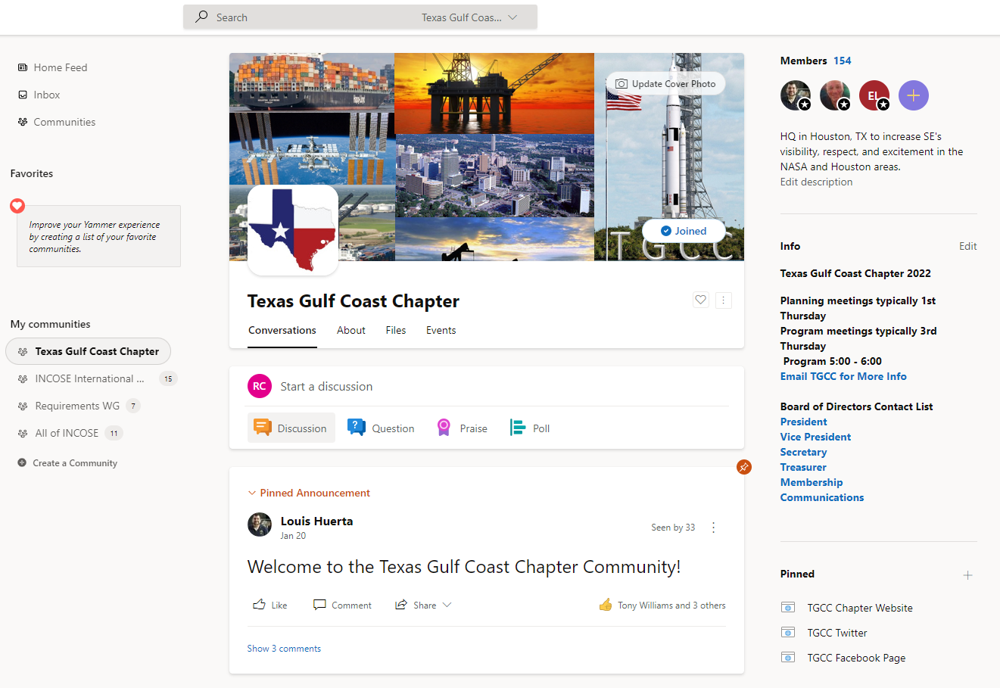 Search
Texas Gulf Coas...
Home Feed
Inbox
Communities
Favorites
Improve your Yammer experience
by creating a list of your favorite
communities.
My communities
Texas Gulf Coast Chapter
INCOSE International ... 15
Requirements WG 7
All of INCOSE 11
Create a Community
Update Cover Photo
Joined
TGCC
Texas Gulf Coast Chapter
Conversations About Files Events
RC Start a discussion
Discussion Question Praise Poll
Pinned Announcement
Louis Huerta
Jan 20
Seen by 33
Welcome to the Texas Gulf Coast Chapter Community!
Like Comment Share
Tony Williams and 3 others
Show 3 comments
Members 154
EL
HQ in Houston, TX to increase SE's
visibility, respect, and excitement in the
NASA and Houston areas.
Edit description
Info Edit
Texas Gulf Coast Chapter 2022
Planning meetings typically 1st
Thursday
Program meetings typically 3rd
Thursday
Program 5:00 - 6:00
Email TGCC for More Info
Board of Directors Contact List
President
Vice President
Secretary
Treasurer
Membership
Communications
Pinned
TGCC Chapter Website
TGCC Twitter
TGCC Facebook Page